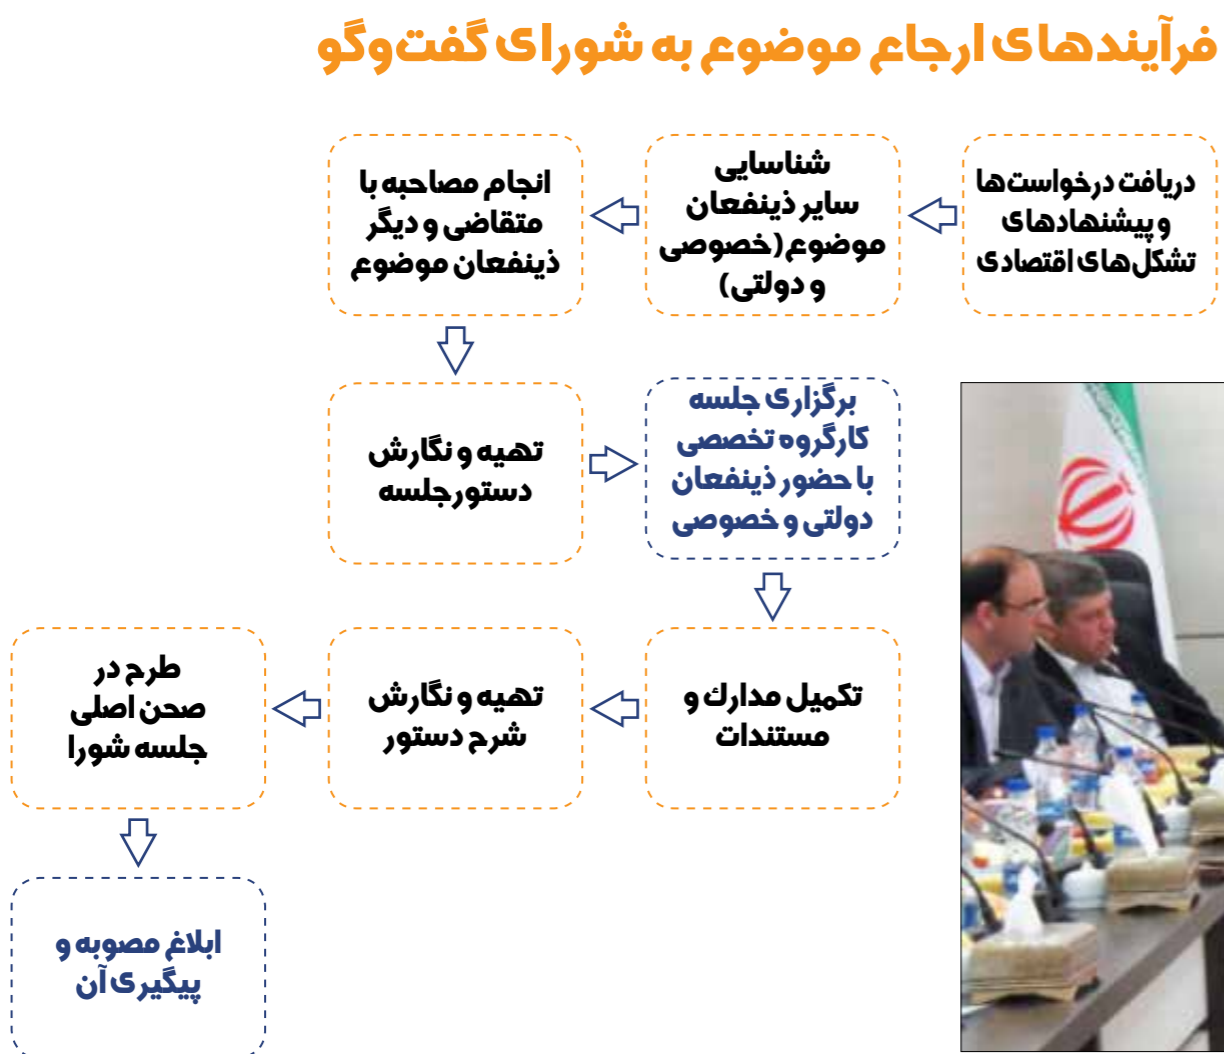 فرآیندهای ارجاع موضوع به شورای گفت‌وگو
دریافت درخواست‌ها
و پیشنهادهای
تشکل‌های اقتصادی
شناسایی
سایر ذینفعان
موضوع(خصوصی
و دولتی)
انجام مصاحبه با
متقاضی و دیگر
ذینفعان موضوع
تهیه و نگارش
دستورجلسه
برگزاری جلسه
کارگروه تخصصی
با حضور ذینفعان
دولتی و خصوصی
تکمیل مدارك و
مستندات
تهیه و نگارش
شرح دستور
طرح در
صحن اصلی
جلسه شورا
ابلاغ مصوبه و
پیگیری آن